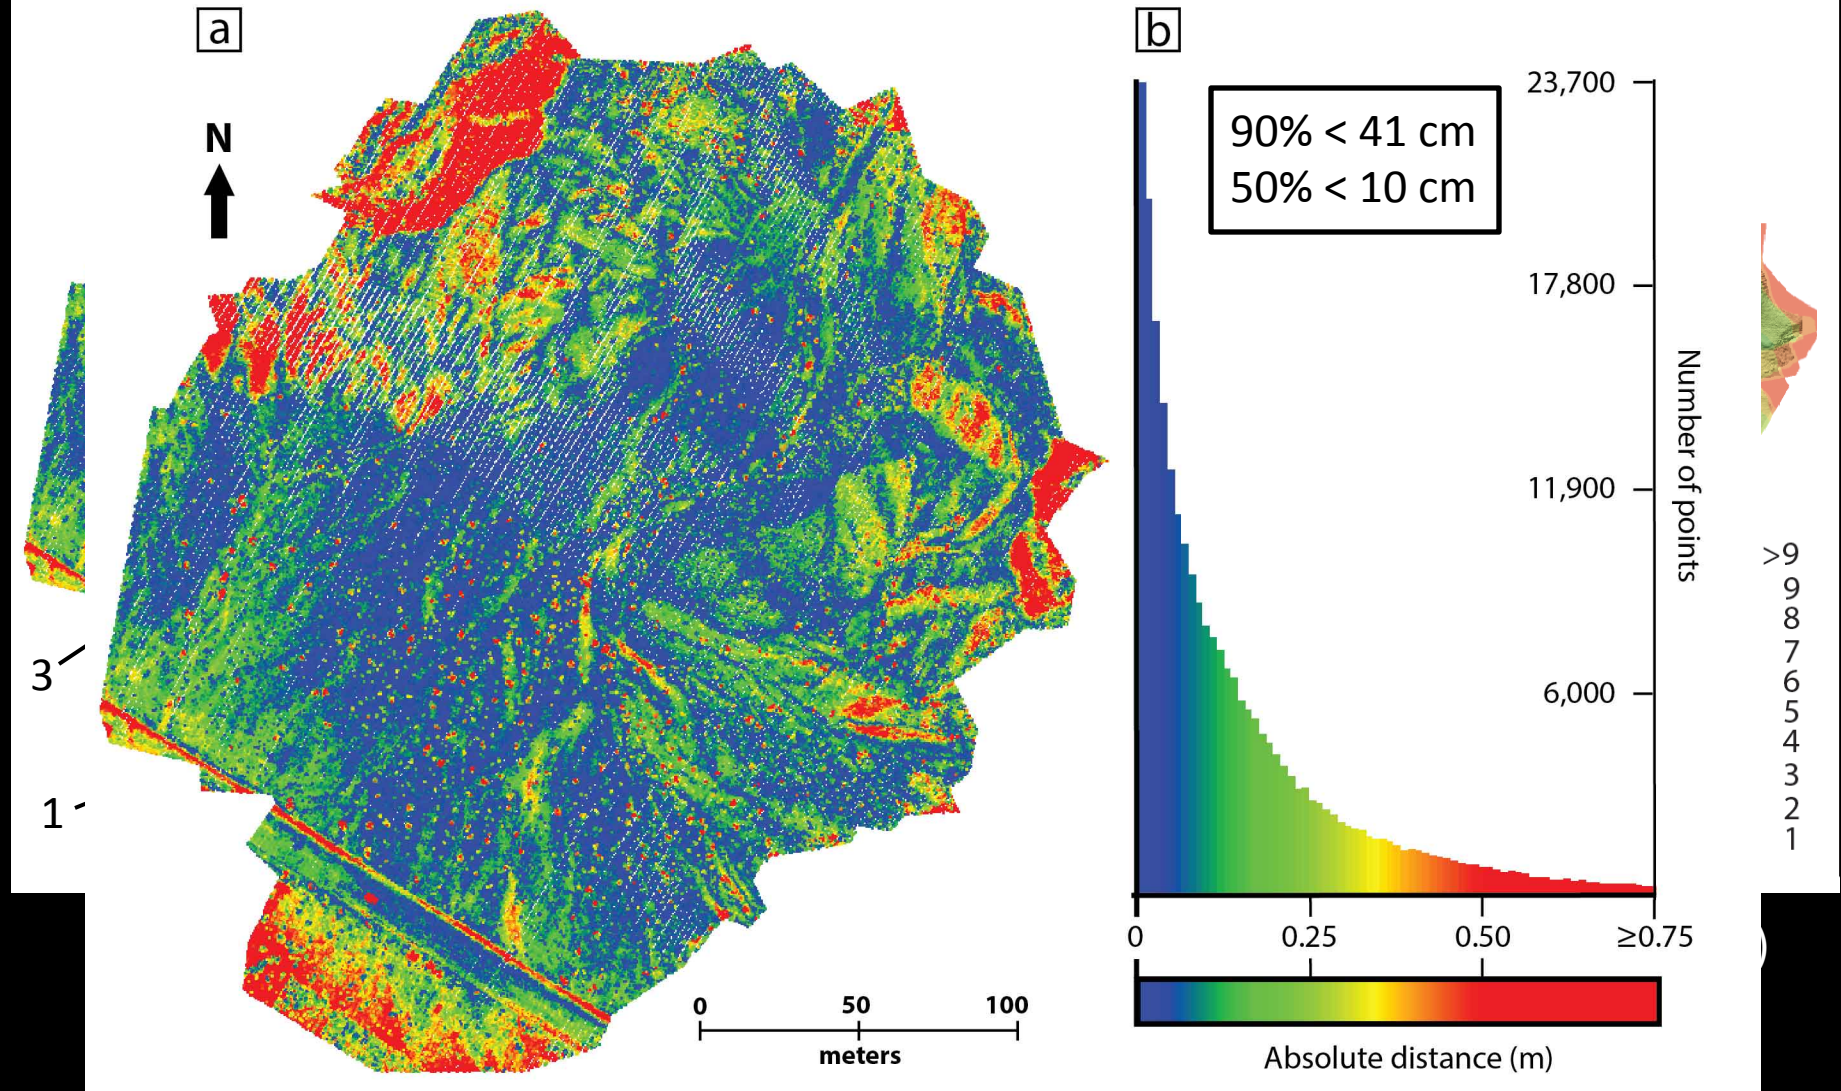 a
N
3
1
0 50 100
meters
b
90% < 41 cm
50% < 10 cm
23,700
17,800
11,900
6,000
Number of points
0 0.25 0.50 ≥0.75
Absolute distance (m)
>9
9
8
7
6
5
4
3
2
1
)